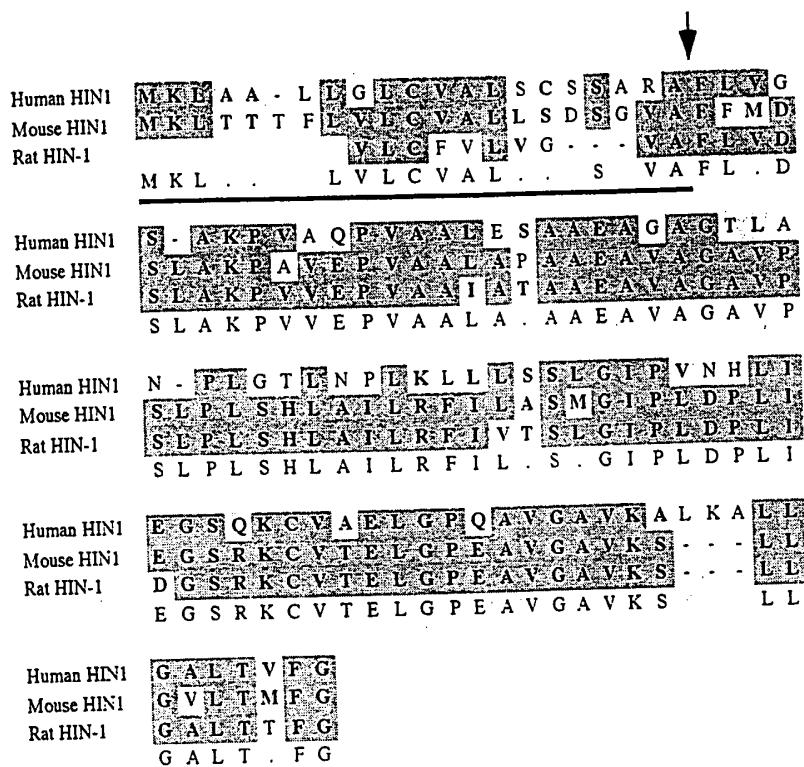 Human HIN1 M K L A A - L L G L C V A L S C S S A R A F L V G
Mouse HIN1 M K L T T T F L V L C V A L L S D S G V A F F M D
Rat HIN-1 V L C F V L V G - - - V A F L V D
M K L . . L V L C V A L . . S V A F L . D
Human HIN1 S - A K P V A Q P V A A L E S A A E A G A G T L A
Mouse HIN1 S L A K P A V E P V A A L A P A A E A V A G A V P
Rat HIN-1 S L A K P V V E P V A A I A T A A E A V A G A V P
S L A K P V V E P V A A L A . A A E A V A G A V P
Human HIN1 N - P L G T L N P L K L L L S S L G I P V N H L I
Mouse HIN1 S L P L S H L A I L R F I L A S M G I P L D P L I
Rat HIN-1 S L P L S H L A I L R F I V T S L G I P L D P L I
S L P L S H L A I L R F I L . S . G I P L D P L I
Human HIN1 E G S Q K C V A E L G P Q A V G A V K A L K A L L
Mouse HIN1 E G S R K C V T E L G P E A V G A V K S - - - L L
Rat HIN-1 D G S R K C V T E L G P E A V G A V K S - - - L L
E G S R K C V T E L G P E A V G A V K S L L
Human HIN1 G A L T V F G
Mouse HIN1 G V L T M F G
Rat HIN-1 G A L T T F G
G A L T . F G